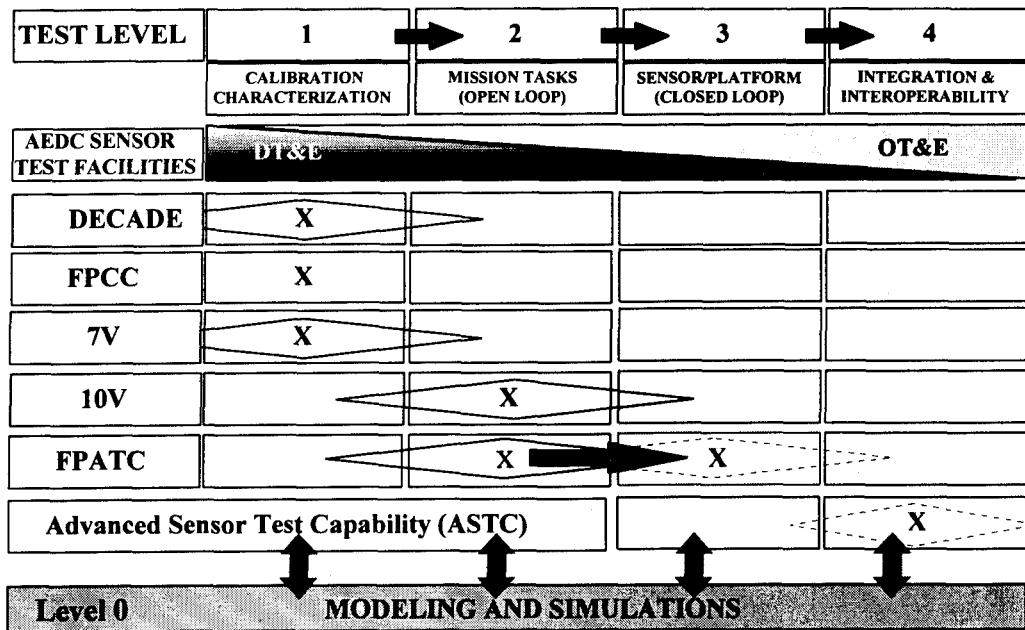 TEST LEVEL 1 2 3 4
CALIBRATION MISSION TASKS SENSOR/PLATFORM INTEGRATION &
CHARACTERIZATION (OPEN LOOP) (CLOSED LOOP) INTEROPERABILITY
AEDC SENSOR
TEST FACILITIES
DT&E OT&E
DECADE X
FPCC X
7V X
10V X
FPATC X X
Advanced Sensor Test Capability (ASTC) X
Level 0 MODELING AND SIMULATIONS